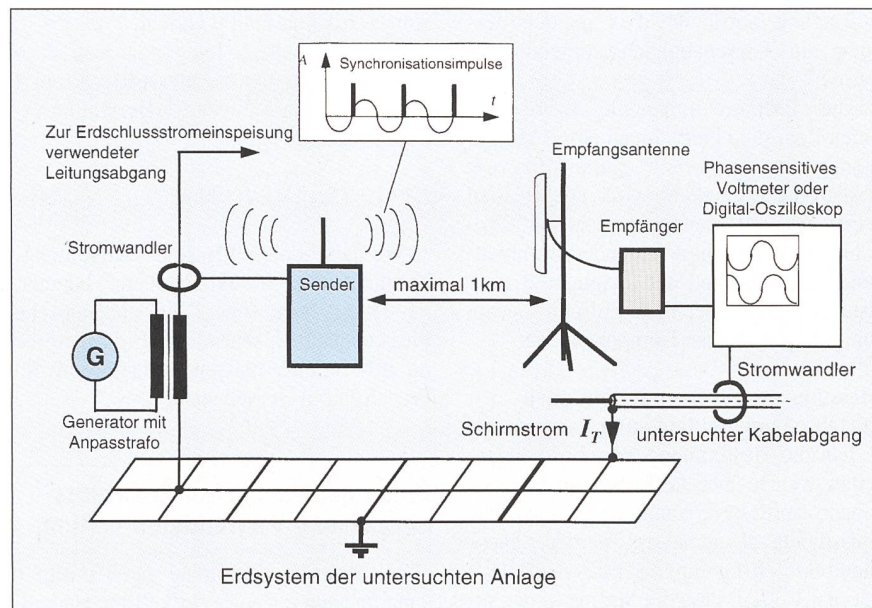 A
Synchronisationsimpulse
t
Zur Erdschlussstromeinspeisung
verwendeter
Leitungsabgang
Empfangsantenne
Phasensensitives
Voltmeter oder
Digital-Oszilloskop
Empfänger
Stromwandler
Sender
maximal 1km
G
Stromwandler
Generator mit
Anpasstrafo
Schirmstrom I_T
untersuchter Kabelabgang
Erdsystem der untersuchten Anlage